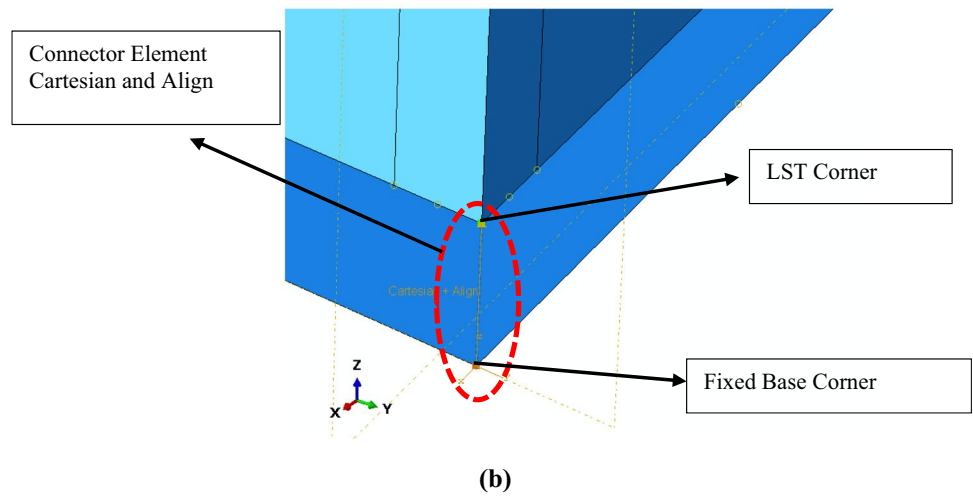 Connector Element
Cartesian and Align
LST Corner
Cartesian + Align
Fixed Base Corner
Z
X
Y
(b)